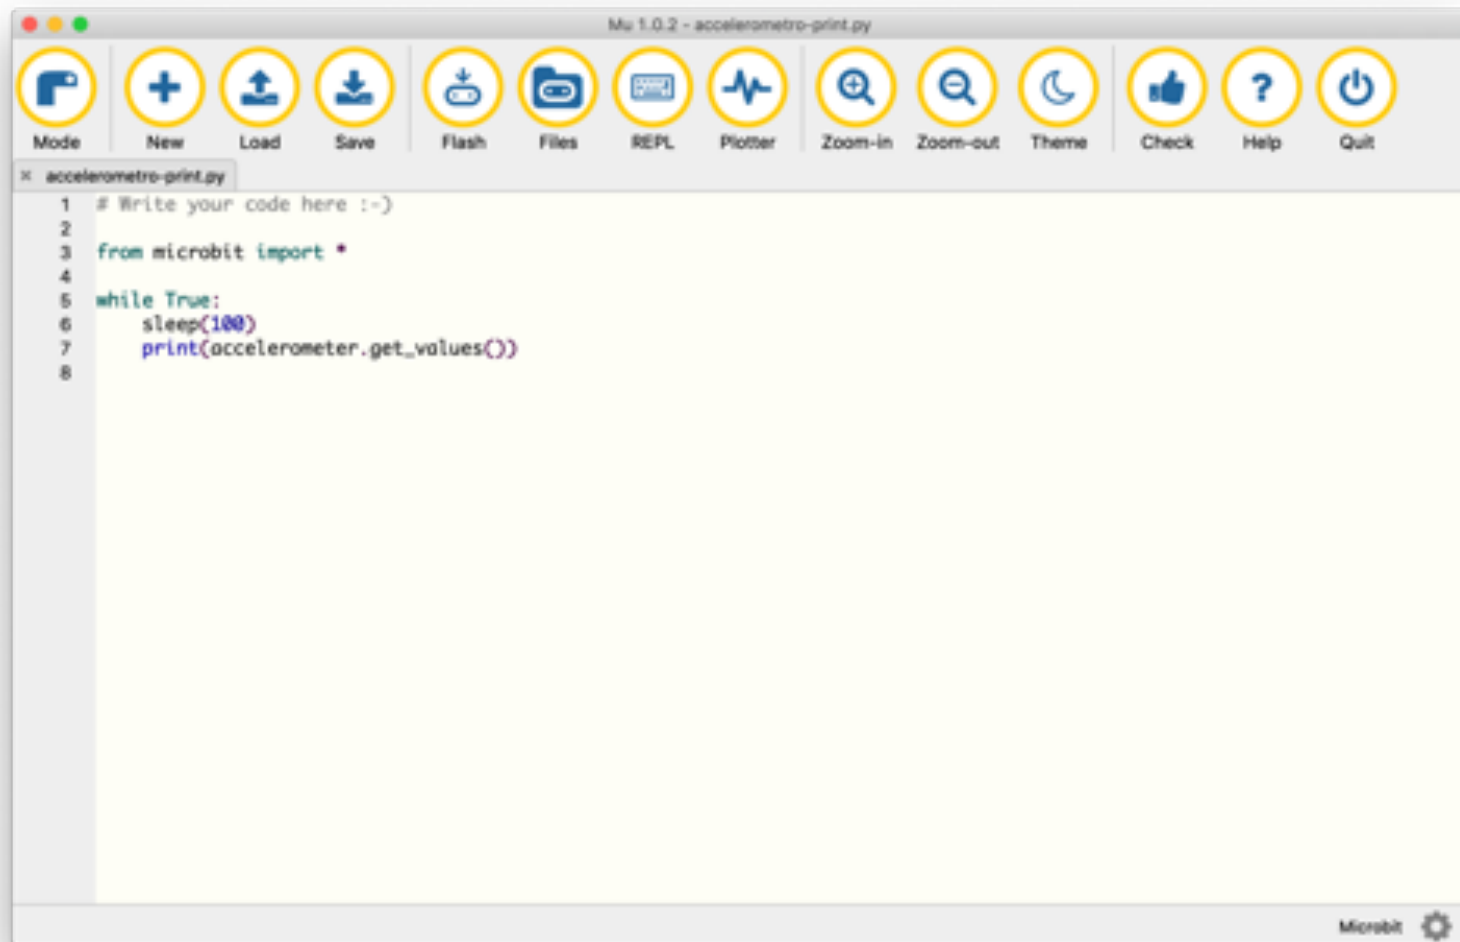 Mu 1.0.2 - accelerometro-print.py
Mode New Load Save Flash Files REPL Plotter Zoom-in Zoom-out Theme Check Help Quit
accelerometro-print.py
1 # Write your code here :-)
2
3 from microbit import *
4
5 while True:
6     sleep(100)
7     print(accelerometer.get_values())
8
Microbit